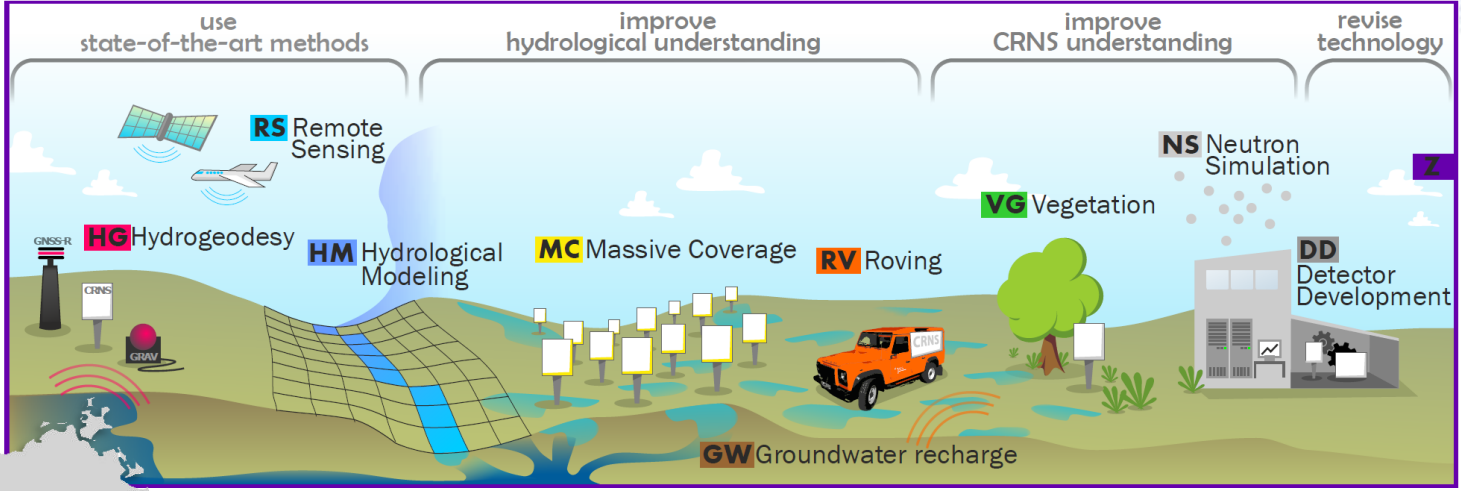 use
state-of-the-art methods
improve
hydrological understanding
improve
CRNS understanding
revise
technology
RS Remote
Sensing
NS Neutron
Simulation
Z
VG Vegetation
GNSS-R
HG Hydrogeodesy
HM Hydrological
Modeling
MC Massive Coverage
RV Roving
DD
Detector
Development
CRNS
CRNS
GRAV
GW Groundwater recharge